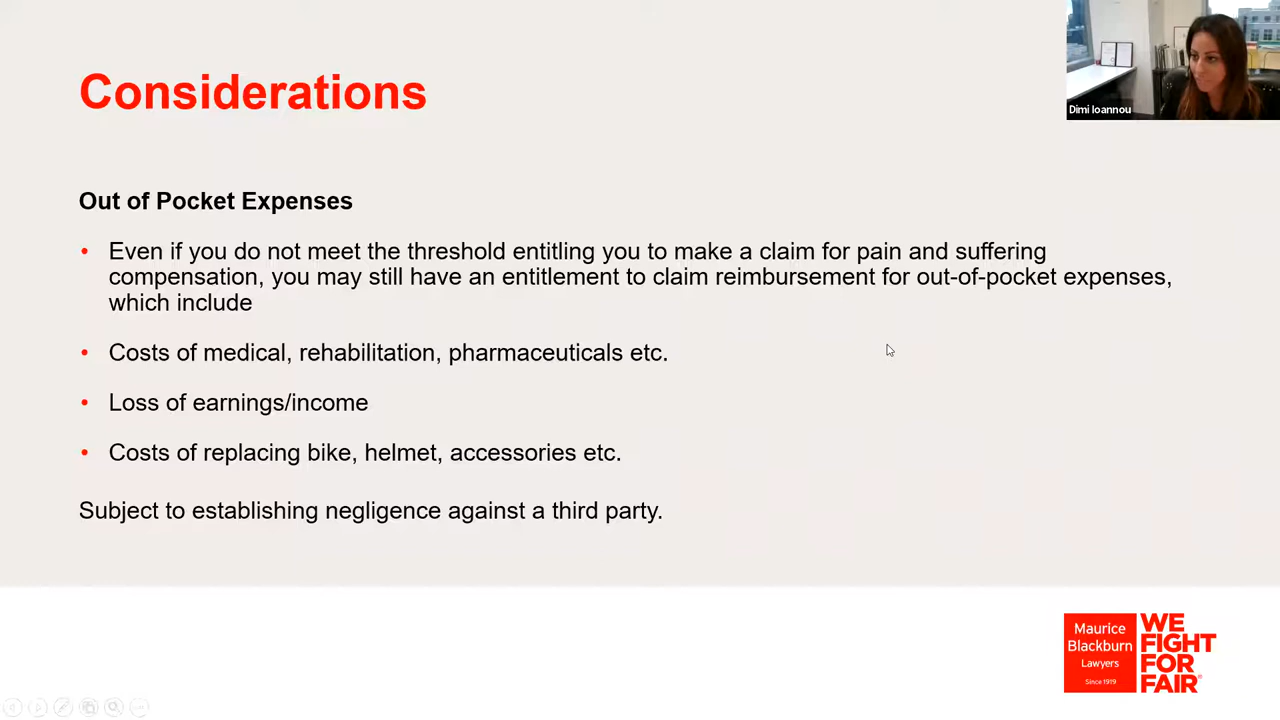 Considerations
Dimi Ioannou
Out of Pocket Expenses
• Even if you do not meet the threshold entitling you to make a claim for pain and suffering
compensation, you may still have an entitlement to claim reimbursement for out-of-pocket expenses,
which include
• Costs of medical, rehabilitation, pharmaceuticals etc.
• Loss of earnings/income
• Costs of replacing bike, helmet, accessories etc.
Subject to establishing negligence against a third party.
Maurice
Blackburn
Lawyers
Since 1919
WE
FIGHT
FOR
FAIR